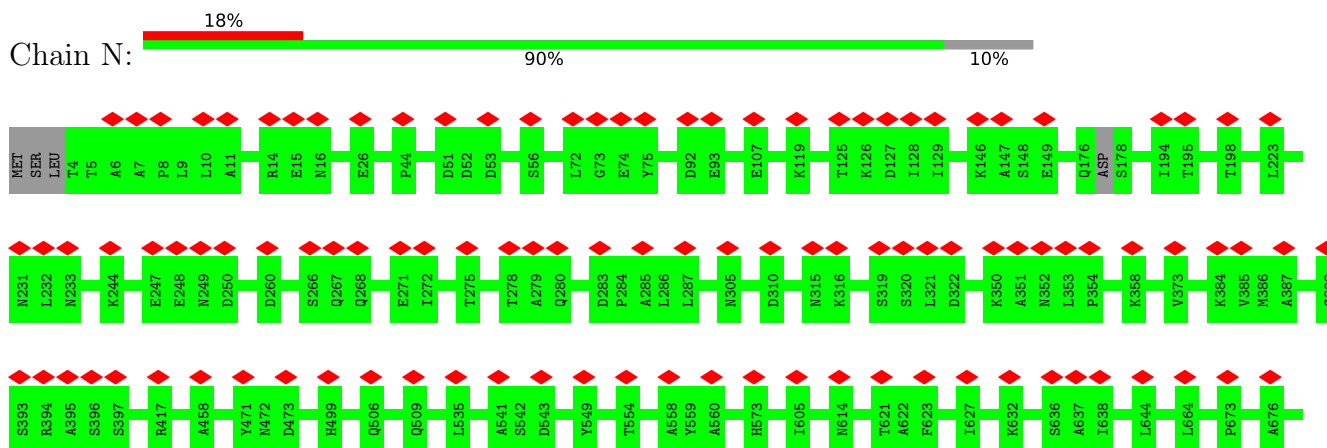 18%
Chain N:
90% 10%
MET SER LEU T4 T5 A6 A7 P8 L9 L10 A11 R14 E15 N16 E26 P44 D51 D52 D53 S56 L72 G73 E74 Y75 D92 E93 E107 K119 T125 K126 D127 I128 I129 K146 A147 S148 E149 Q176 ASP S178 I194 T195 T198 L223
N231 L232 N233 K244 E247 E248 N249 D250 D260 S266 Q267 Q268 E271 I272 T275 T278 A279 Q280 D283 P284 A285 L286 L287 N305 D310 N315 K316 S319 S320 L321 D322 K350 A351 N352 L353 P354 K358 V373 K384 V385 M386 A387
S393 R394 A395 S396 S397 R417 A458 Y471 N472 D473 H499 Q506 Q509 L535 A541 S542 D543 Y549 T554 A558 Y559 A560 H573 I605 N614 T621 A622 F623 I627 K632 S636 A637 I638 L644 L664 P673 A676